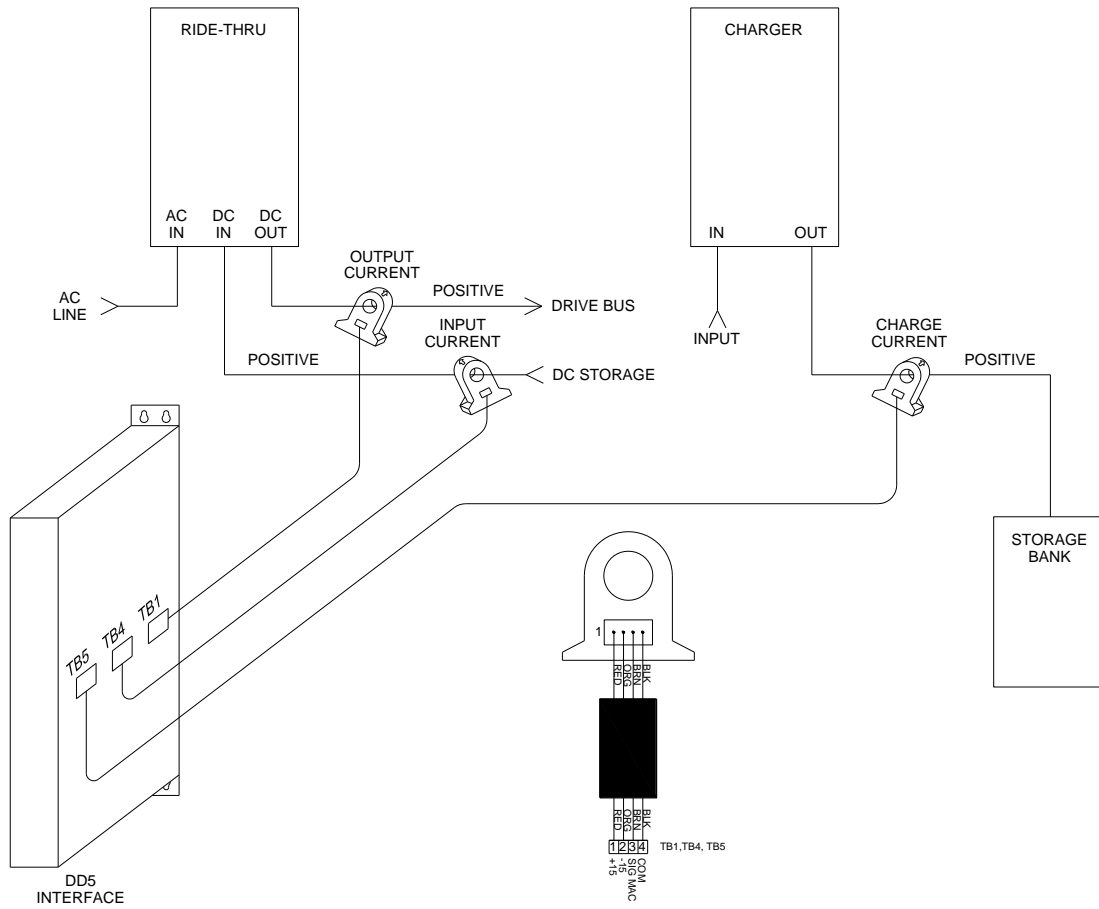 RIDE-THRU
CHARGER
AC
IN
DC
IN
DC
OUT
IN
OUT
OUTPUT
CURRENT
POSITIVE
DRIVE BUS
AC
LINE
INPUT
CURRENT
POSITIVE
DC STORAGE
INPUT
CHARGE
CURRENT
POSITIVE
STORAGE
BANK
TB1
TB4
TB5
1
RED
ORG
BRN
BLK
RED
ORG
BRN
BLK
1 2 3 4
TB1,TB4, TB5
+15
-15
SIG MAC
COM
DD5
INTERFACE